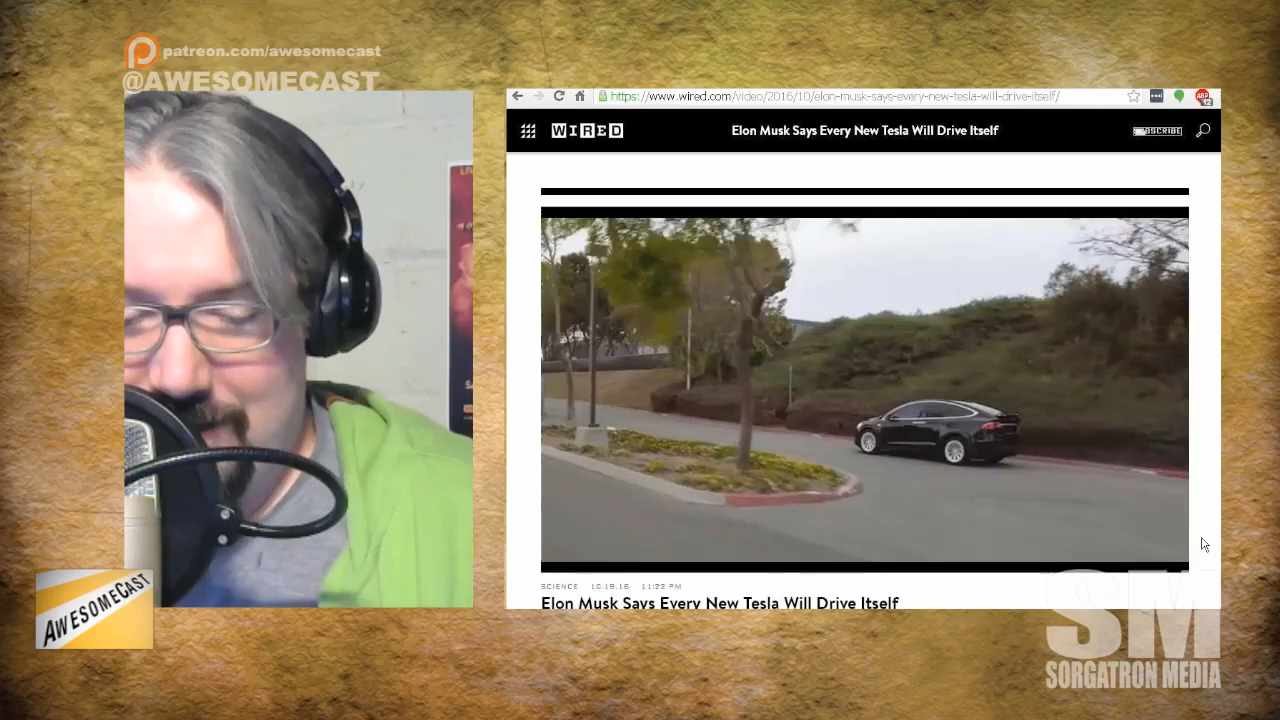 patreon.com/awesomecast
@AWESOMECAST
https://www.wired.com/video/2016/10/elon-musk-says-every-new-tesla-will-drive-itself/
ABP
12
WIRED
Elon Musk Says Every New Tesla Will Drive Itself
SCIENCE 10.19.16 11:22 PM
Elon Musk Says Every New Tesla Will Drive Itself
AWESOMECAST
SM
SORGATRON MEDIA